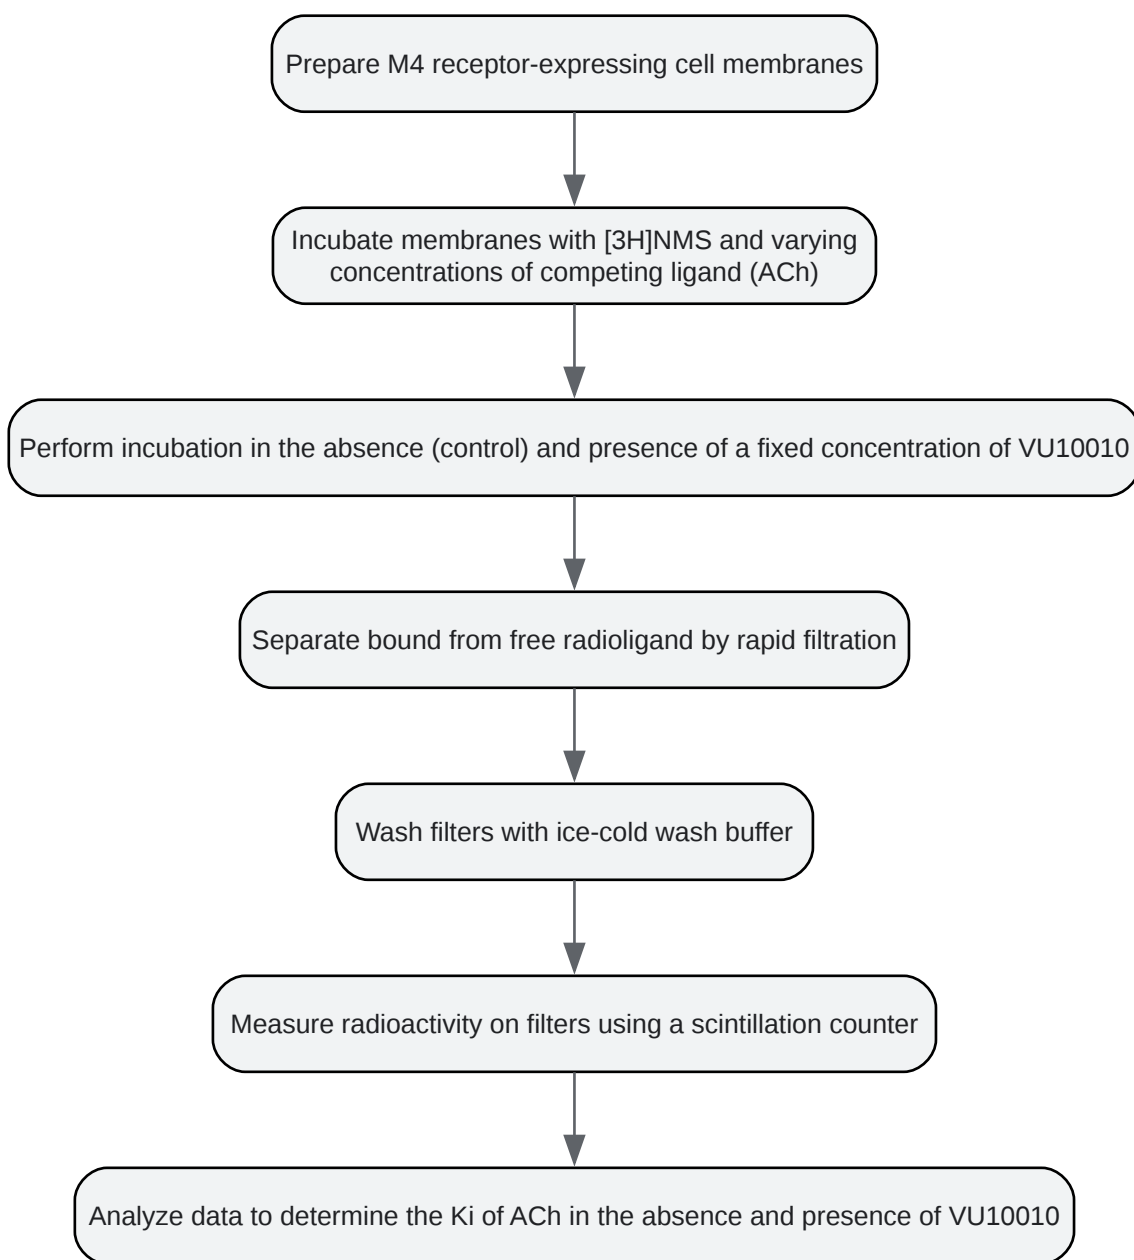 Prepare M4 receptor-expressing cell membranes
Incubate membranes with [3H]NMS and varying
concentrations of competing ligand (ACh)
Perform incubation in the absence (control) and presence of a fixed concentration of VU10010
Separate bound from free radioligand by rapid filtration
Wash filters with ice-cold wash buffer
Measure radioactivity on filters using a scintillation counter
Analyze data to determine the Ki of ACh in the absence and presence of VU10010